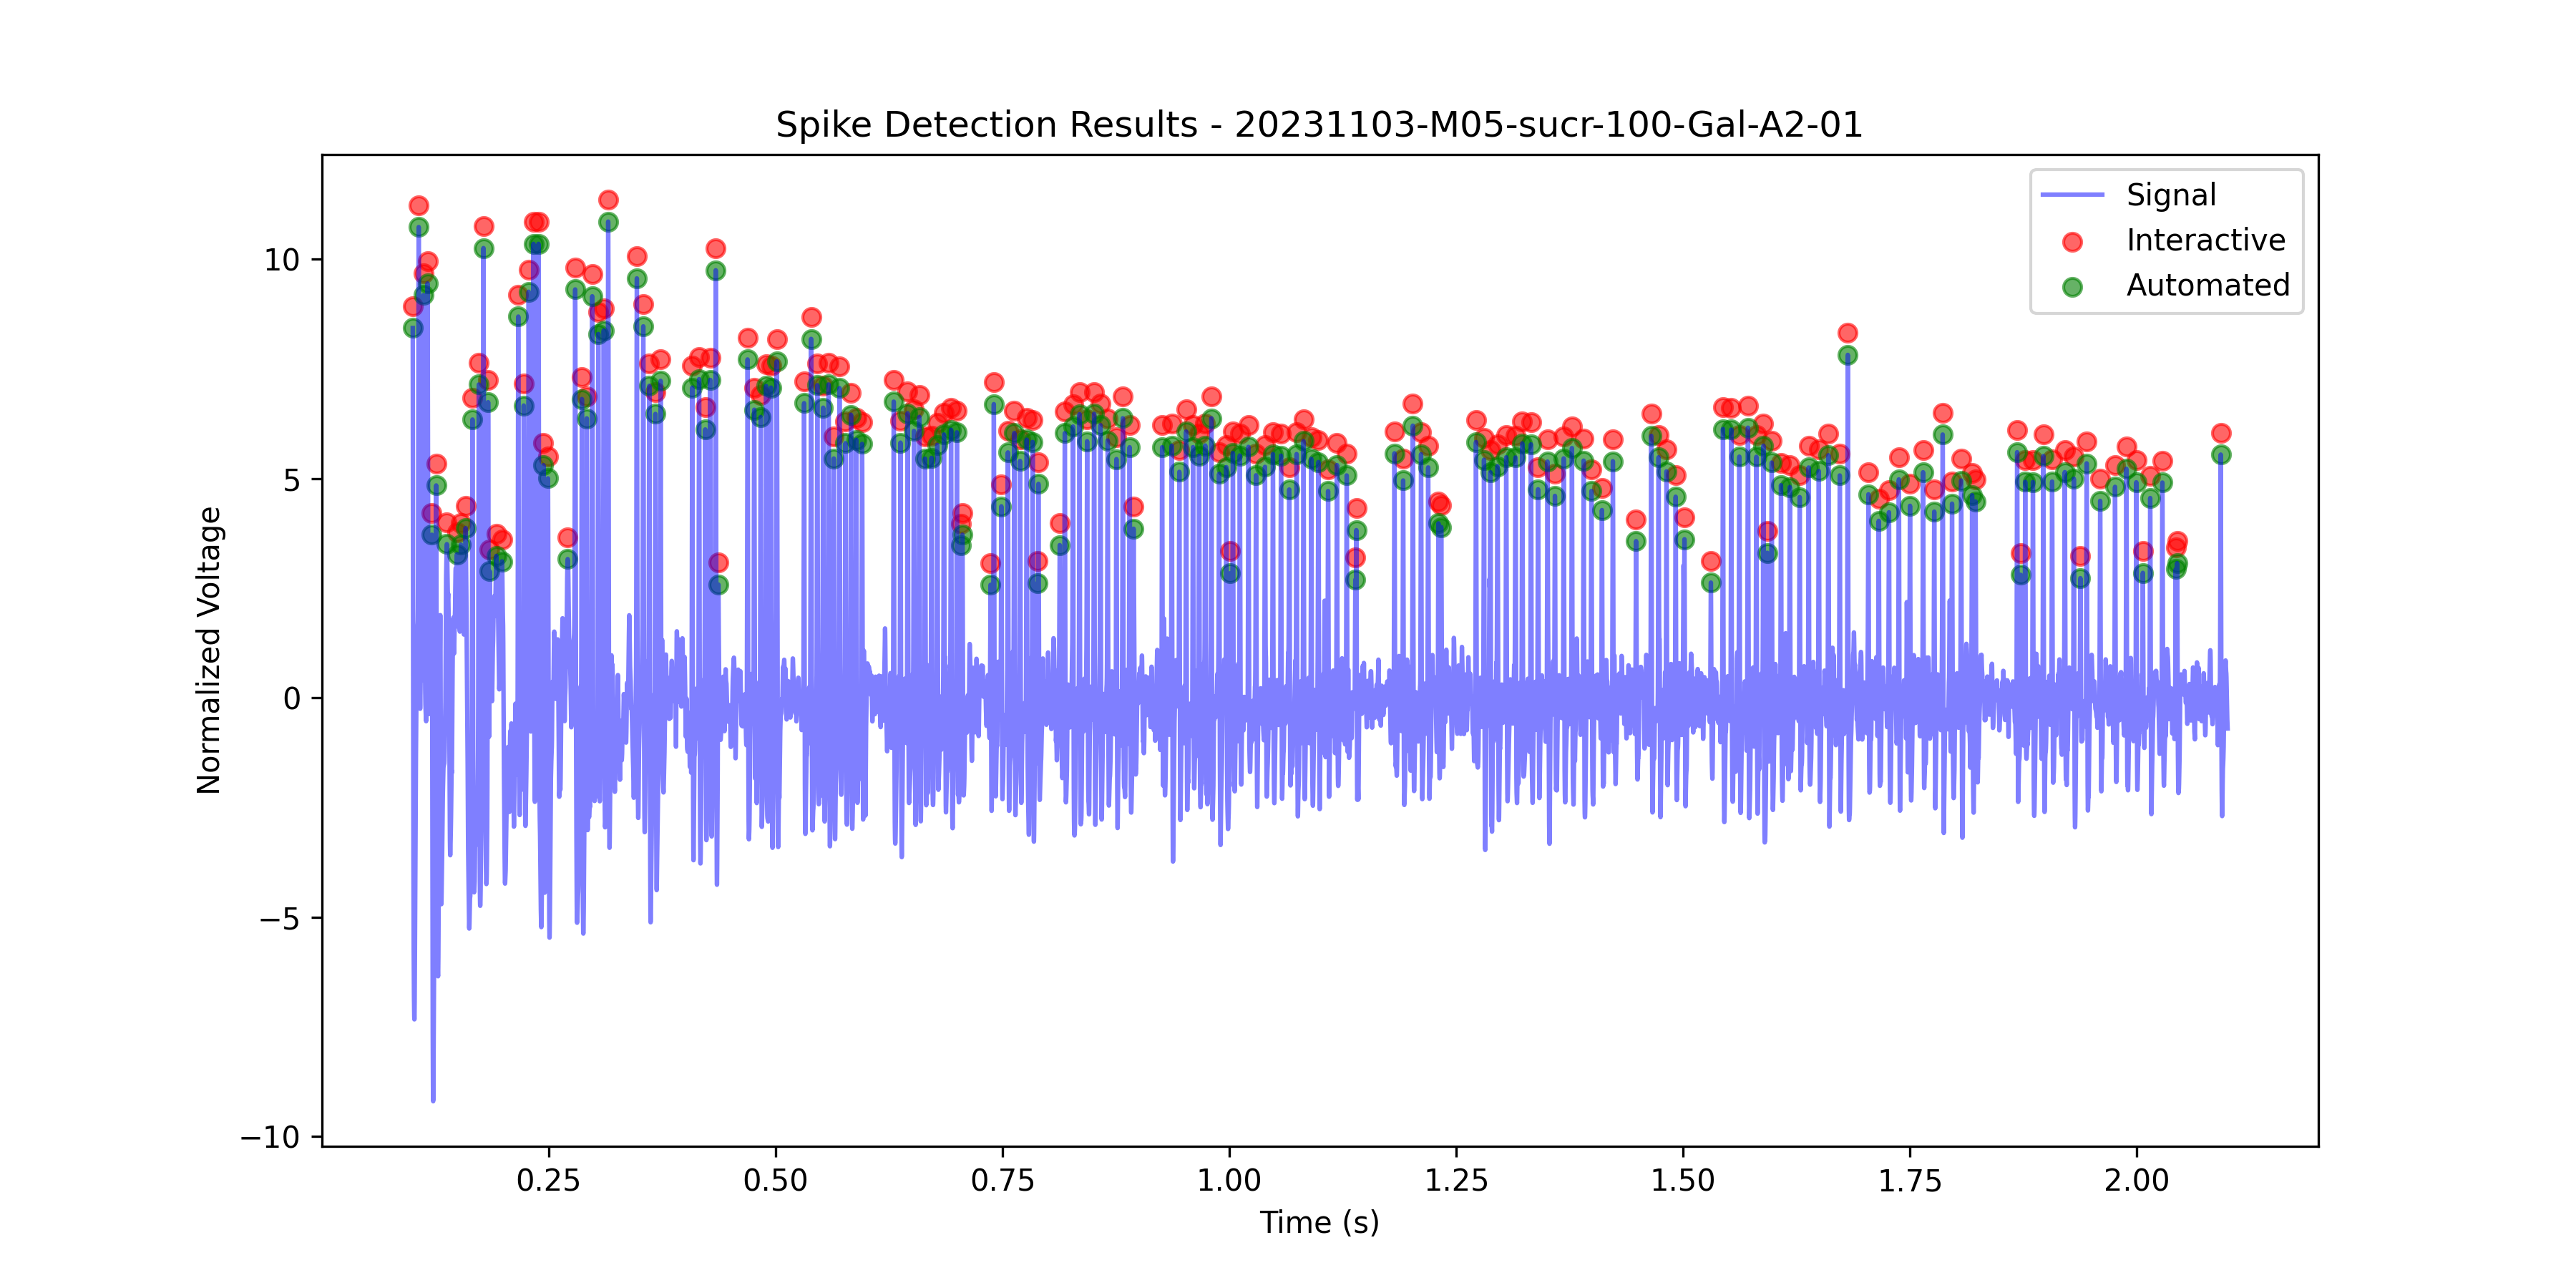 Spike Detection Results - 20231103-M05-sucr-100-Gal-A2-01
Signal
Interactive
Automated
Normalized Voltage
10
5
0
−5
−10
0.25 0.50 0.75 1.00 1.25 1.50 1.75 2.00
Time (s)